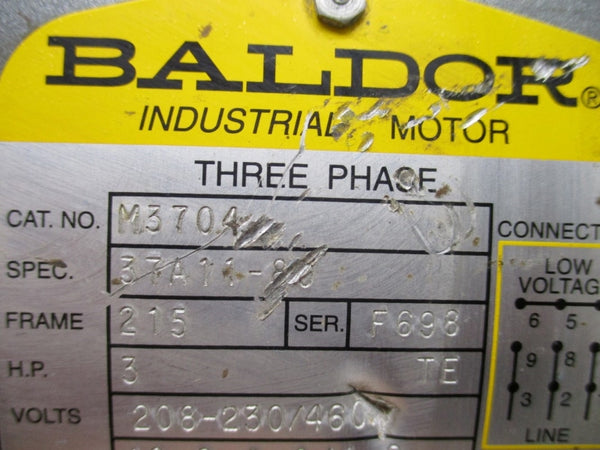 BALDOR®
INDUSTRIAL MOTOR
THREE PHASE
CAT. NO. M3704
SPEC.
FRAME 215 SER. F698
H.P. 3 TE
VOLTS 208-230/460
CONNECT
LOW
VOLTAGE
6 5
9 8
3 2
LINE